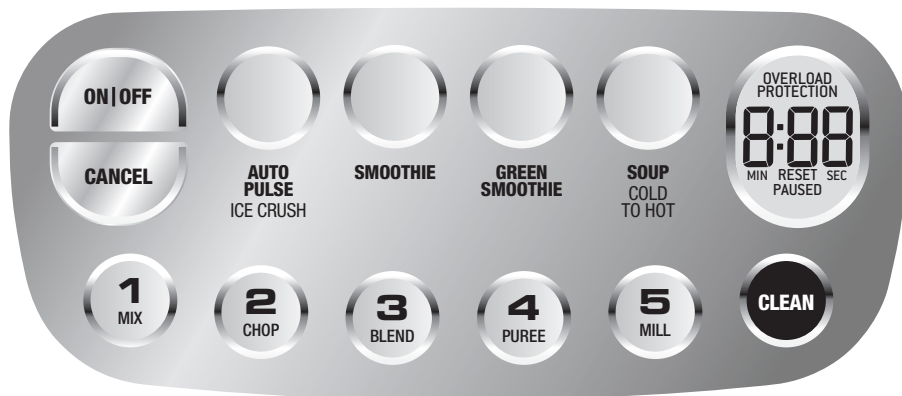 ON|OFF
CANCEL
AUTO
PULSE
ICE CRUSH
SMOOTHIE
GREEN
SMOOTHIE
SOUP
COLD
TO HOT
OVERLOAD
PROTECTION
8:88
MIN RESET SEC
PAUSED
1
MIX
2
CHOP
3
BLEND
4
PUREE
5
MILL
CLEAN